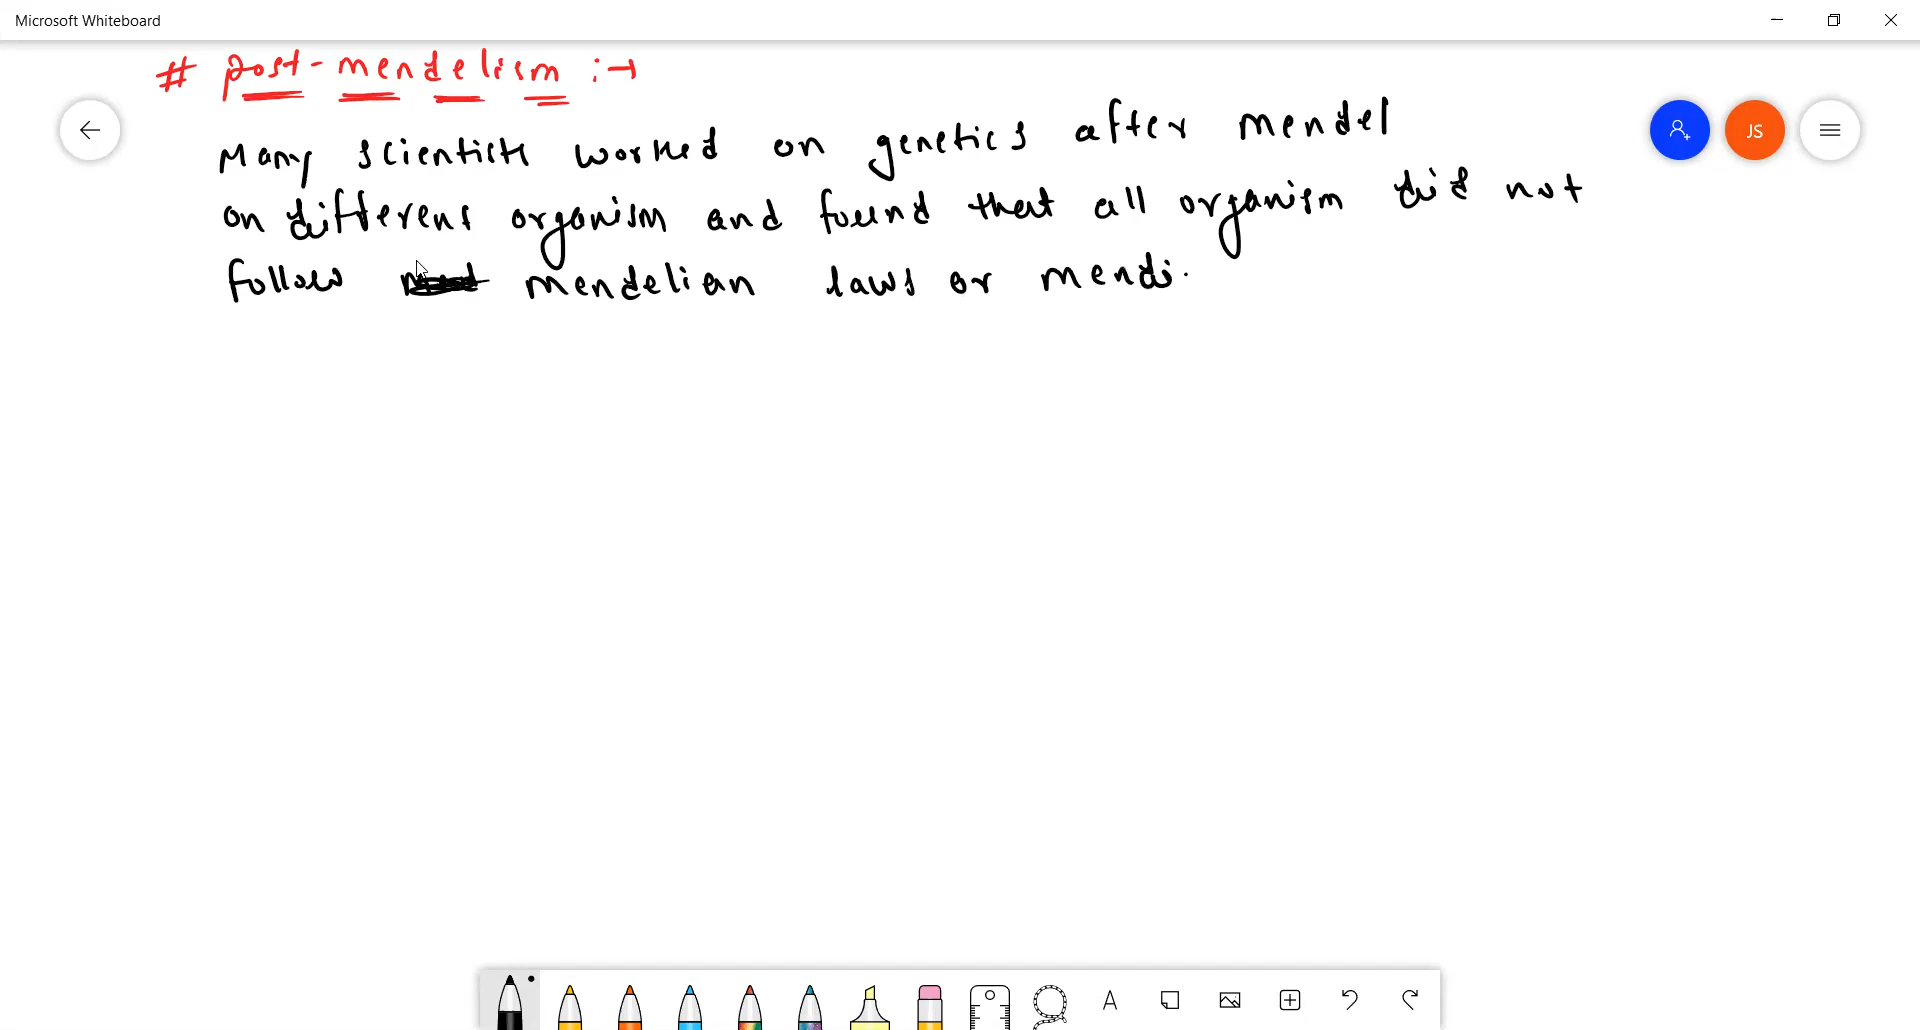 Microsoft Whiteboard
# post-mendelism :→
JS
Many scientists worked on genetics after mendel
on different organism and found that all organism did not
follow mendelian laws or mendi.
A